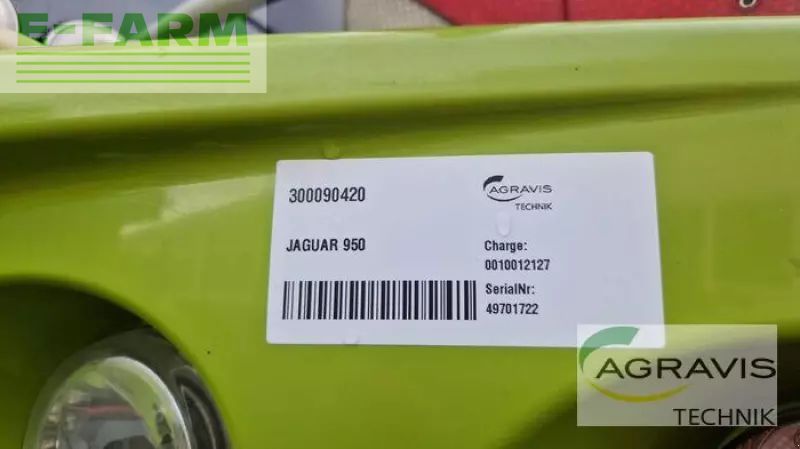 E-FARM
300090420
AGRAVIS
TECHNIK
JAGUAR 950
Charge:
0010012127
SerialNr:
49701722
AGRAVIS
TECHNIK